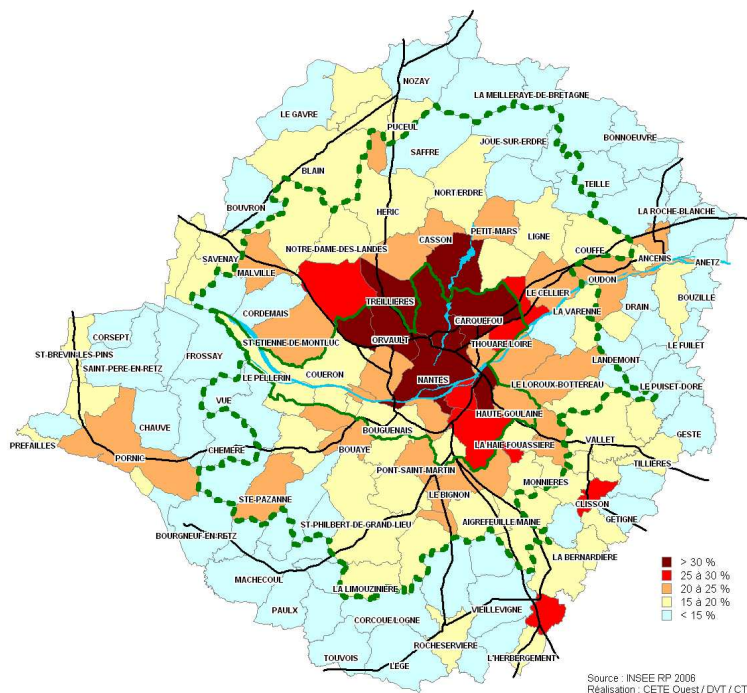 NOZAY
LA MEILLERAYE-DE-BRETAGNE
LE GAVRE
PUCEUL
BONNOEUVRE
SAFFRE
JOUE-SUR-ERDRE
BLAIN
TEILLE
NORT/ERDRE
BOUVRON
HERIC
PETIT-MARS
LA ROCHE-BLANCHE
CASSON
LIGNE
NOTRE-DAME-DES-LANDES
COUFFE
SAVENAY
ANCENIS
ANETZ
MALVILLE
OUDON
LE CELLIER
BOUZILLE
TREILLIERES
DRAIN
CORDEMAIS
LA VARENNE
CARQUEFOU
CORSEPT
ST-ETIENNE-DE-MONTLUC
ORVAULT
THOUARE/LOIRE
LE FUILET
ST-BREVIN-LES-PINS
FROSSAY
LANDEMONT
SAINT-PERE-EN-RETZ
COUERON
LE PELLERIN
NANTES
LE LOROUX-BOTTEREAU
LE PUISET-DORE
VUE
HAUTE-GOULAINE
GESTE
CHAUVE
BOUGUENAIS
PREFAILLES
VALLET
LA HAIE-FOUASSIERE
CHEMERE
BOUAYE
PORNIC
TILLIÈRES
PONT-SAINT-MARTIN
MONNIERES
STE-PAZANNE
LE BIGNON
CLISSON
GETIGNE
ST-PHILBERT-DE-GRAND-LIEU
AIGREFEUILLE/MAINE
BOURGNEUF-EN-RETZ
LA BERNARDIERE
> 30 %
MACHECOUL
25 à 30 %
LA LIMOUZINIÈRE
20 à 25 %
PAULX
VIEILLEVIGNE
15 à 20 %
CORCOUE/LOGNE
< 15 %
ROCHESERVIERE
TOUVOIS
L'HERBERGEMENT
LEGE
Source : INSEE RP 2006
Réalisation : CETE Ouest / DVT / CT